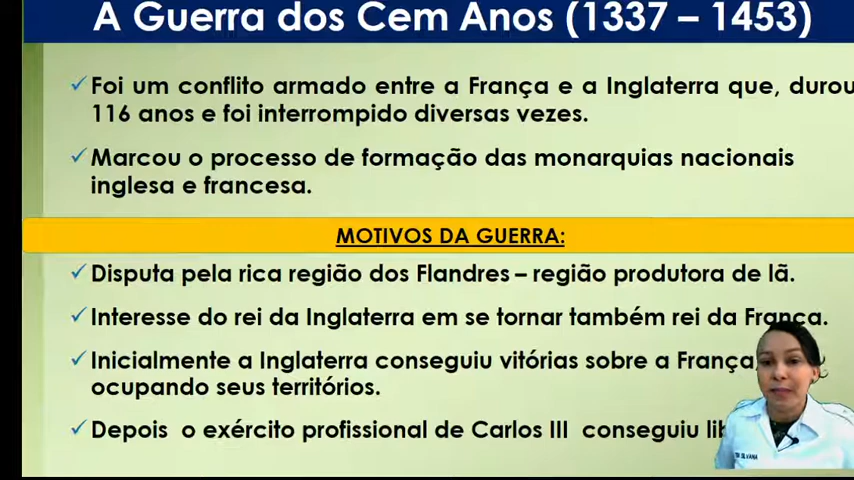 A Guerra dos Cem Anos (1337 – 1453)
Foi um conflito armado entre a França e a Inglaterra que, durou
116 anos e foi interrompido diversas vezes.
Marcou o processo de formação das monarquias nacionais
inglesa e francesa.
MOTIVOS DA GUERRA:
Disputa pela rica região dos Flandres – região produtora de lã.
Interesse do rei da Inglaterra em se tornar também rei da França.
Inicialmente a Inglaterra conseguiu vitórias sobre a França,
ocupando seus territórios.
Depois o exército profissional de Carlos III conseguiu